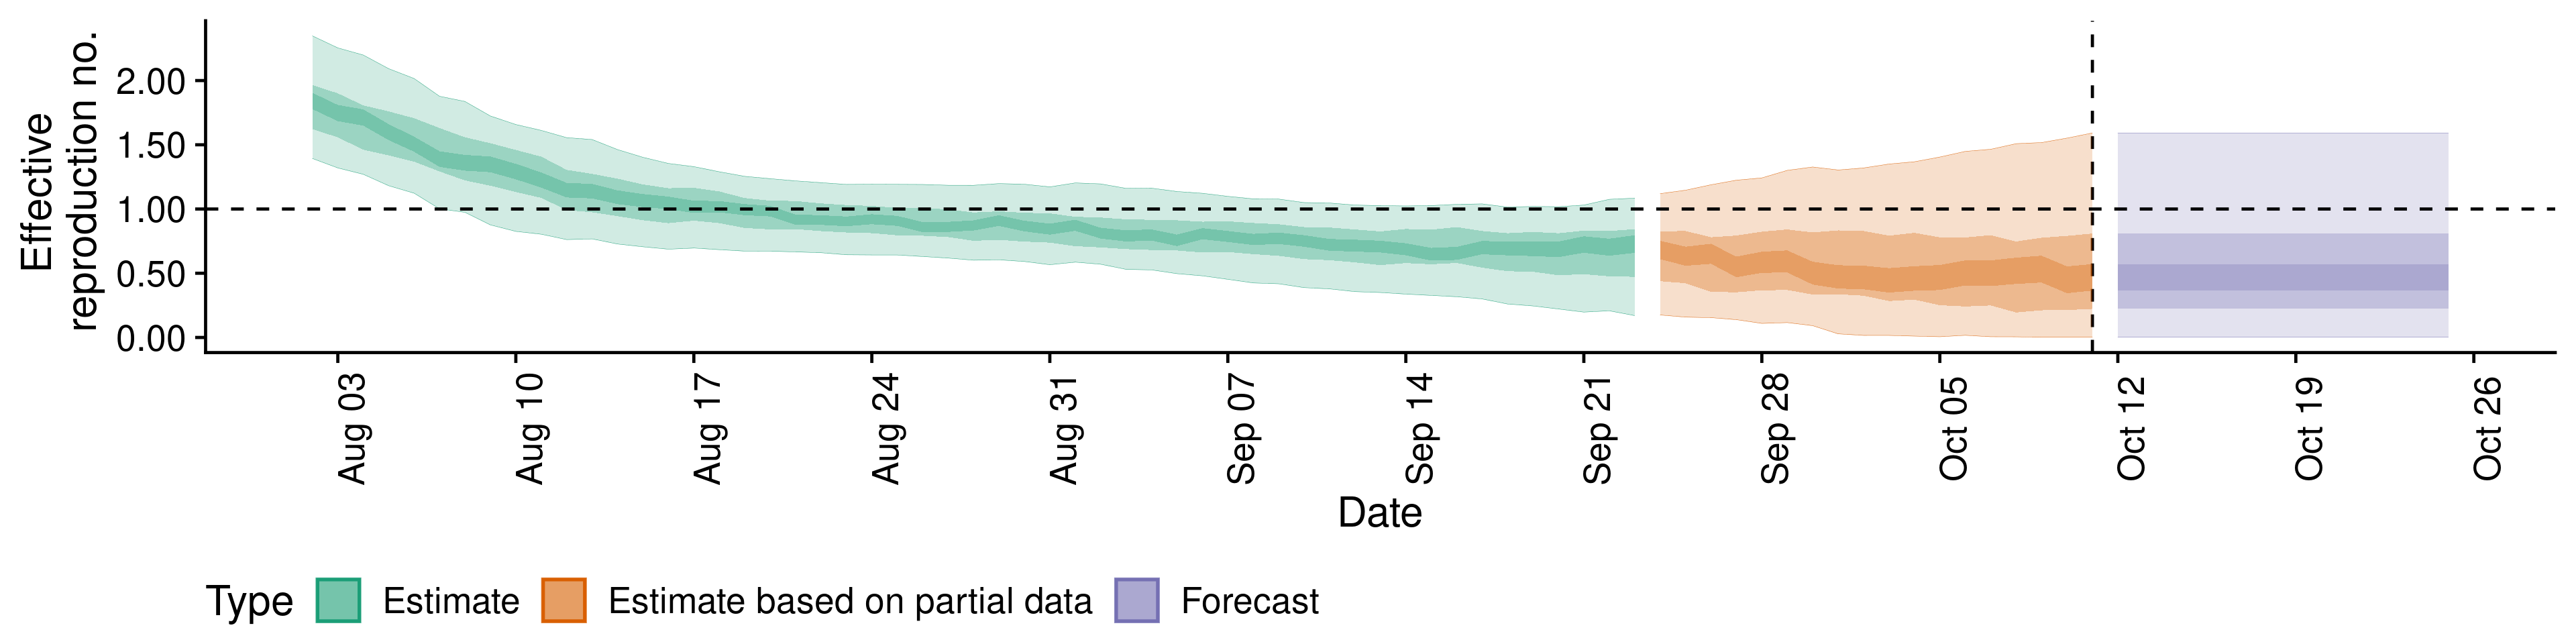 Effective
reproduction no.
2.00
1.50
1.00
0.50
0.00
Aug 03
Aug 10
Aug 17
Aug 24
Aug 31
Sep 07
Sep 14
Sep 21
Sep 28
Oct 05
Oct 12
Oct 19
Oct 26
Date
Type Estimate Estimate based on partial data Forecast